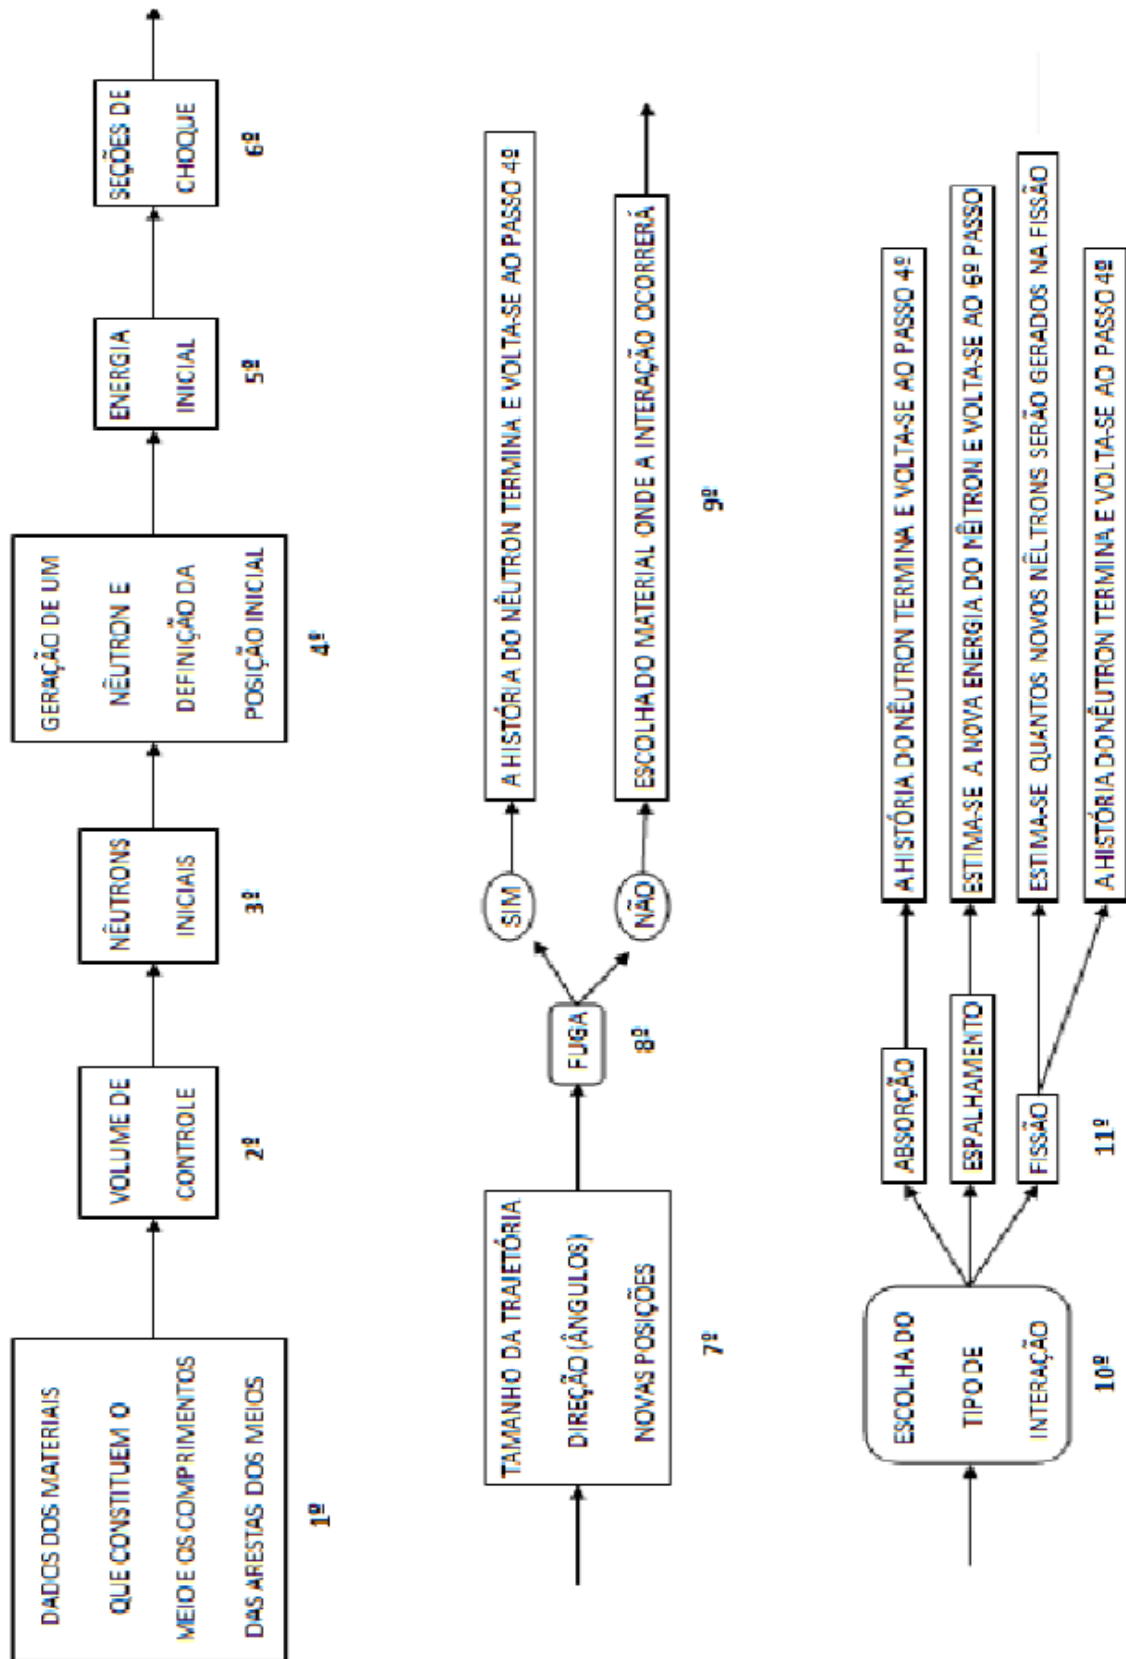 DADOS DOS MATERIAIS
QUE CONSTITUEM O
MEIO E OS COMPRIMENTOS
DAS ARESTAS DOS MEIOS
1º
VOLUME DE
CONTROLE
2º
NÊUTRONS
INICIAIS
3º
GERAÇÃO DE UM
NÊUTRON E
DEFINIÇÃO DA
POSIÇÃO INICIAL
4º
ENERGIA
INICIAL
5º
SEÇÕES DE
CHOQUE
6º
TAMANHO DA TRAJETÓRIA
DIREÇÃO (ÂNGULOS)
NOVAS POSIÇÕES
7º
FUGA
8º
SIM
A HISTÓRIA DO NÊUTRON TERMINA E VOLTA-SE AO PASSO 4º
NÃO
ESCOLHA DO MATERIAL ONDE A INTERAÇÃO OCORRERÁ
9º
ESCOLHA DO
TIPO DE
INTERAÇÃO
10º
ABSORÇÃO
A HISTÓRIA DO NÊUTRON TERMINA E VOLTA-SE AO PASSO 4º
ESPALHAMENTO
ESTIMA-SE A NOVA ENERGIA DO NÊITRON E VOLTA-SE AO 6º PASSO
FISSÃO
ESTIMA-SE QUANTOS NOVOS NÊLTRONS SERÃO GERADOS NA FISSÃO
A HISTÓRIA DO NÊUTRON TERMINA E VOLTA-SE AO PASSO 4º
11º